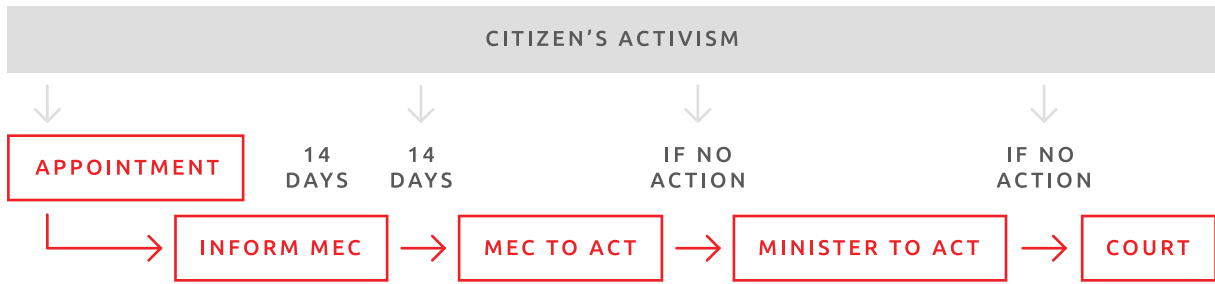 CITIZEN’S ACTIVISM
APPOINTMENT
14
DAYS
14
DAYS
IF NO
ACTION
IF NO
ACTION
INFORM MEC
MEC TO ACT
MINISTER TO ACT
COURT